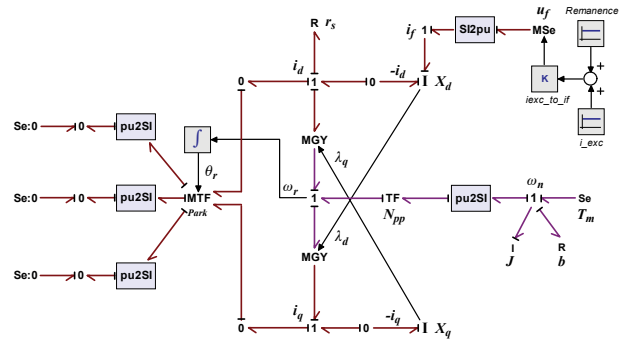 R r_s
i_f 1
SI2pu
u_f
MSe
Remanence
K
iexc_to_if
i_exc
+
+
i_d
-i_d
0
1
0
I X_d
Se:0
0
pu2SI
∫
θ_r
MGY
λ_q
ω_r
Se:0
0
pu2SI
MTF
Park
1
TF
N_pp
pu2SI
ω_n
1
Se
T_m
λ_d
MGY
I
J
R
b
Se:0
0
pu2SI
i_q
-i_q
0
1
0
I X_q